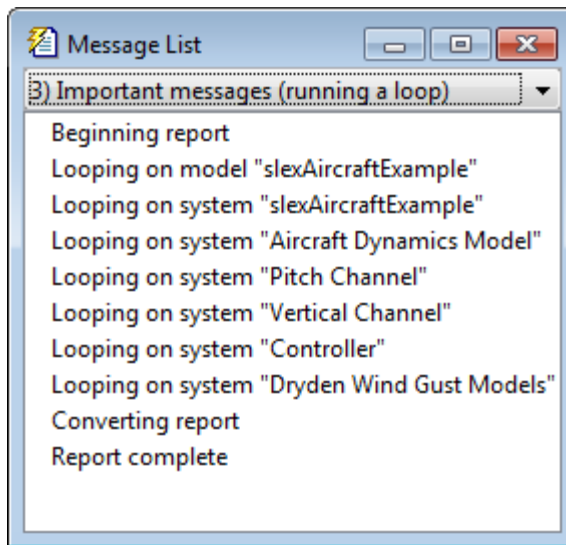 Message List
3) Important messages (running a loop)
Beginning report
Looping on model "slexAircraftExample"
Looping on system "slexAircraftExample"
Looping on system "Aircraft Dynamics Model"
Looping on system "Pitch Channel"
Looping on system "Vertical Channel"
Looping on system "Controller"
Looping on system "Dryden Wind Gust Models"
Converting report
Report complete